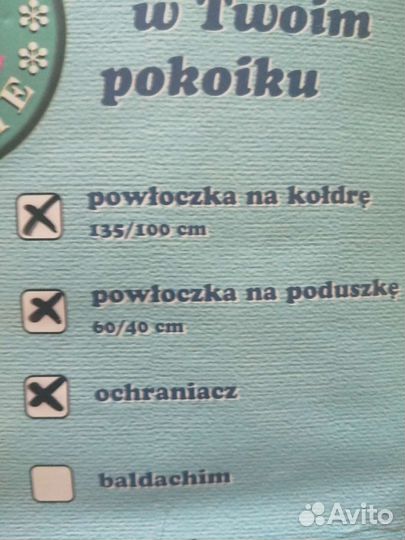 w Twoim
pokoiku
powłoczka na kołdrę
135/100 cm
powłoczka na poduszkę
60/40 cm
ochraniacz
baldachim
Avito